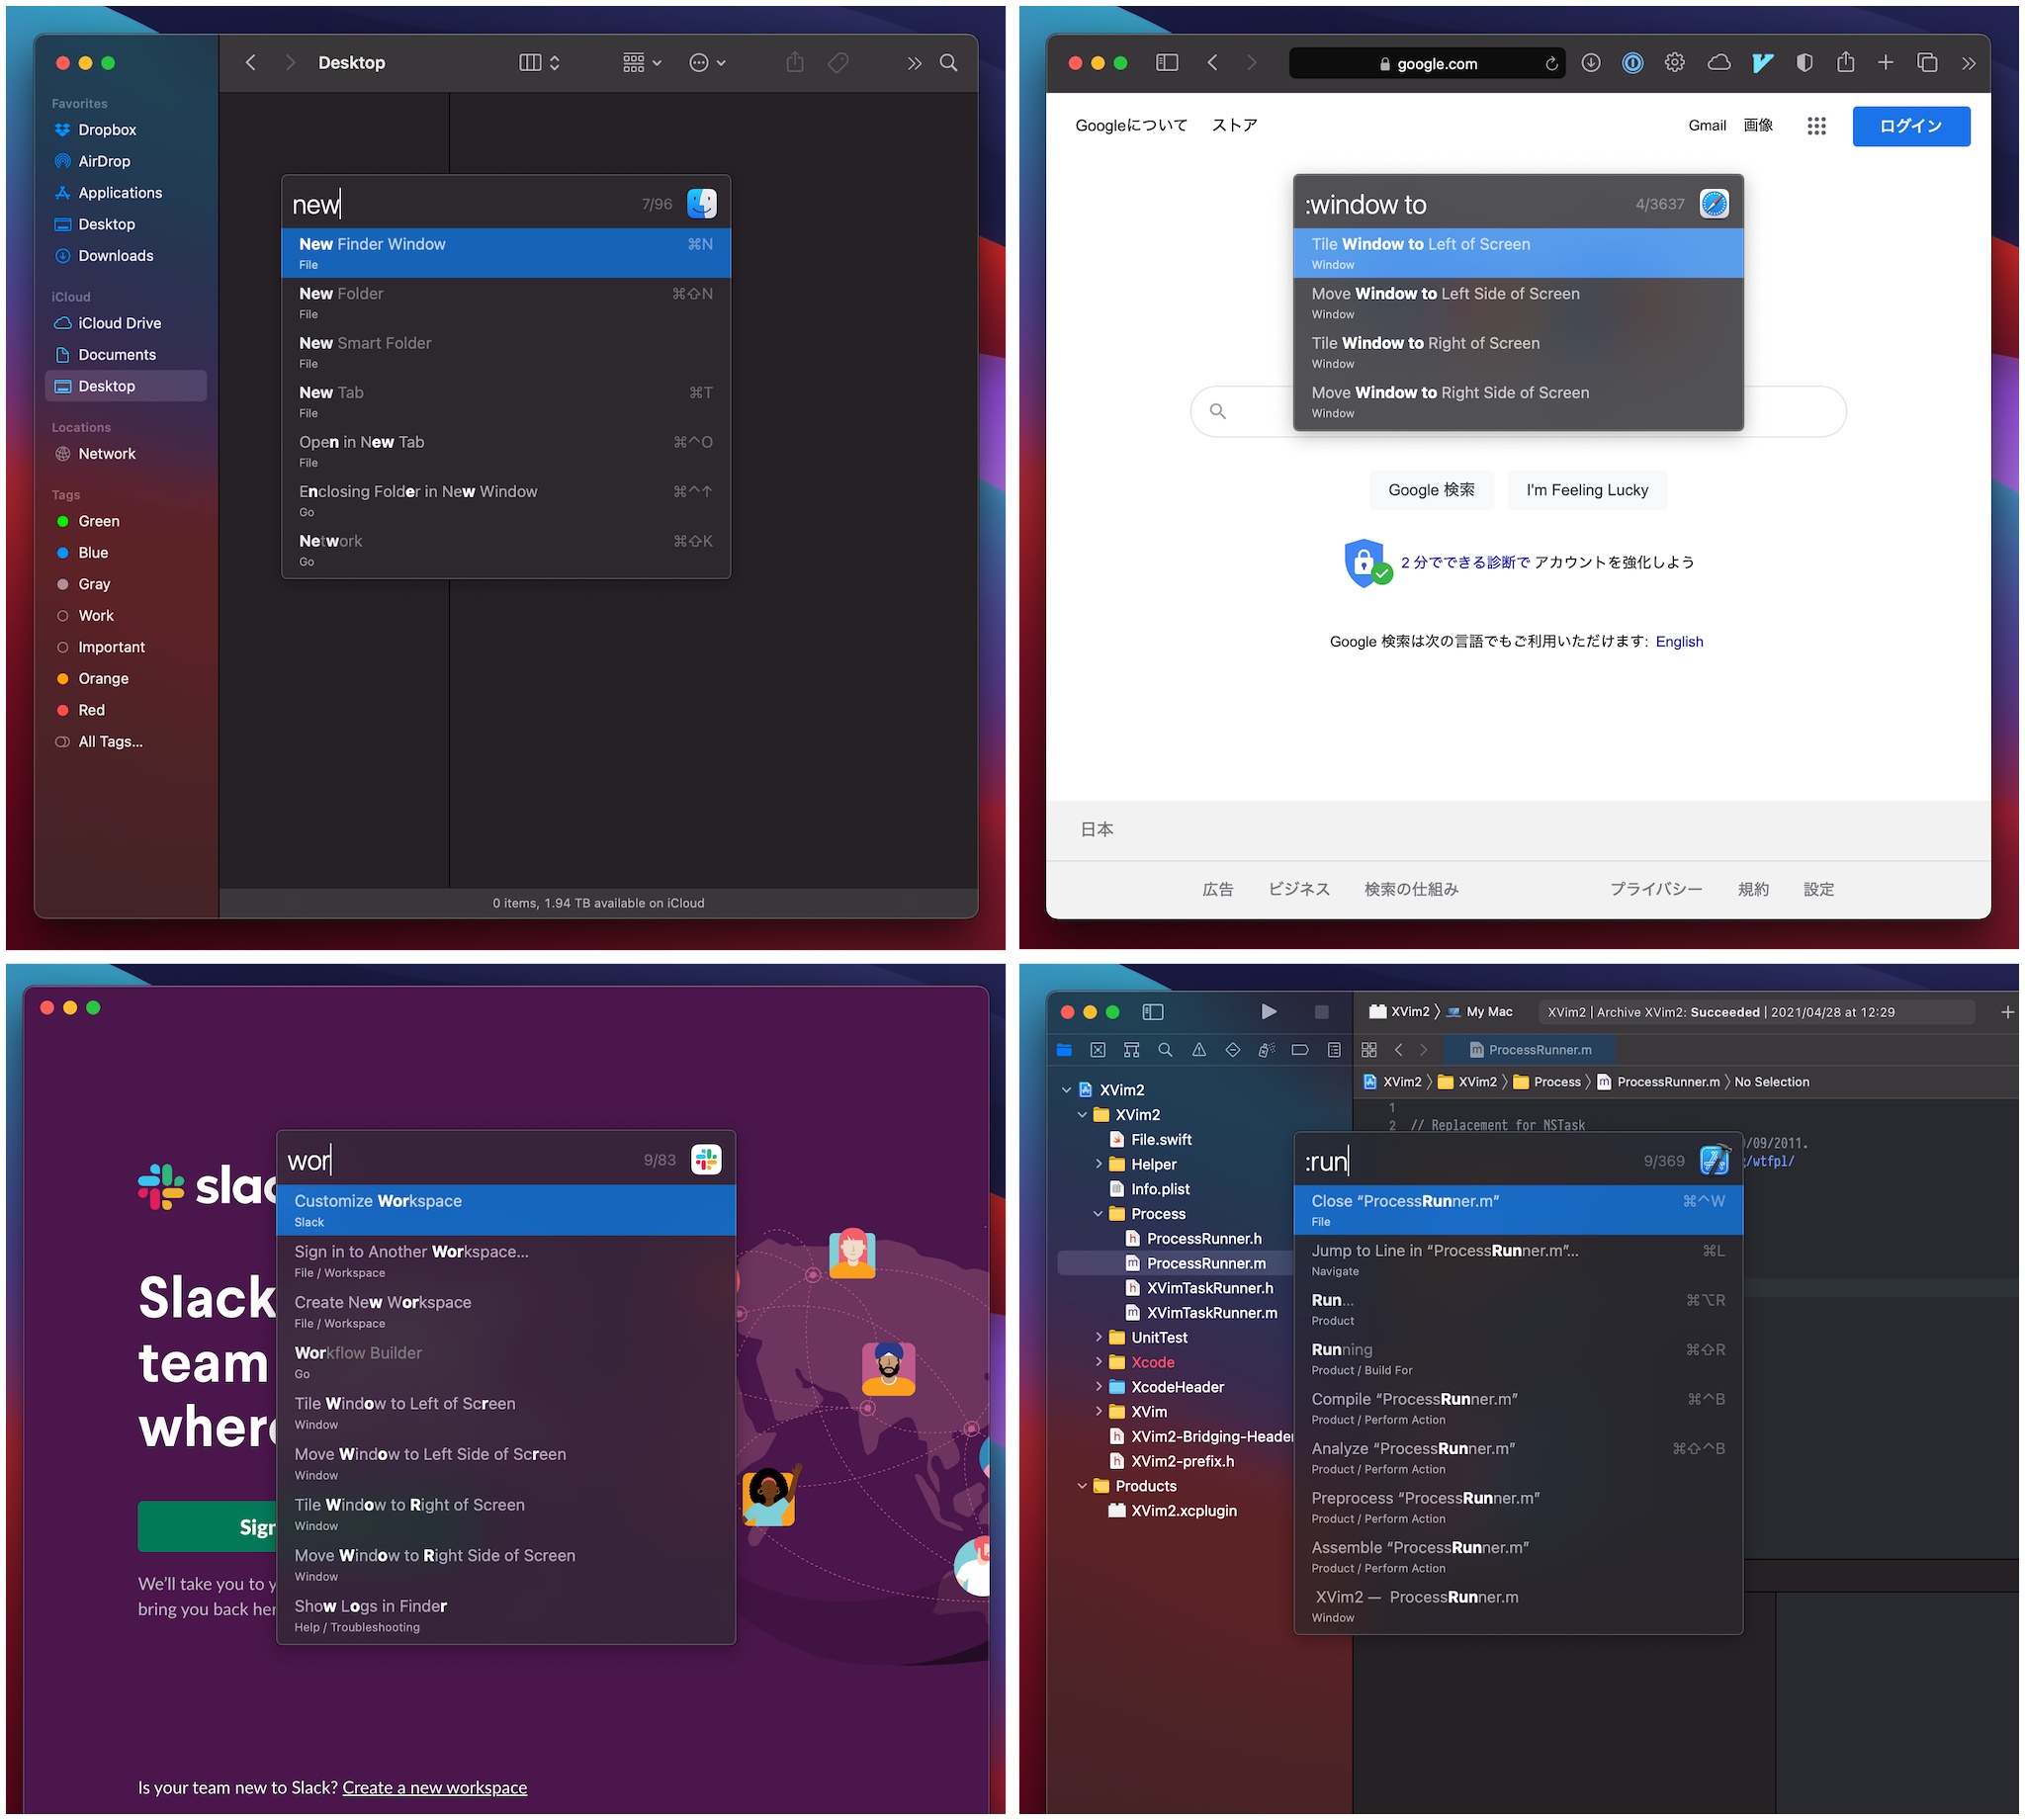 Desktop
Favorites
Dropbox
AirDrop
Applications
Desktop
Downloads
iCloud
iCloud Drive
Documents
Desktop
Locations
Network
Tags
Green
Blue
Gray
Work
Important
Orange
Red
All Tags...
new 7/96
New Finder Window ⌘N
File
New Folder ⌘⇧N
File
New Smart Folder
File
New Tab ⌘T
File
Open in New Tab ⌘^O
File
Enclosing Folder in New Window ⌘^↑
Go
Network ⌘⇧K
Go
0 items, 1.94 TB available on iCloud
google.com
Googleについて ストア Gmail 画像 ログイン
:window to 4/3637
Tile Window to Left of Screen
Window
Move Window to Left Side of Screen
Window
Tile Window to Right of Screen
Window
Move Window to Right Side of Screen
Window
Google 検索 I'm Feeling Lucky
2 分でできる診断で アカウントを強化しよう
Google 検索は次の言語でもご利用いただけます: English
日本
広告 ビジネス 検索の仕組み プライバシー 規約 設定
slac
Slack
team
where
Sign
We'll take you to y
bring you back her
Is your team new to Slack? Create a new workspace
wor 9/83
Customize Workspace
Slack
Sign in to Another Workspace...
File / Workspace
Create New Workspace
File / Workspace
Workflow Builder
Go
Tile Window to Left of Screen
Window
Move Window to Left Side of Screen
Window
Tile Window to Right of Screen
Window
Move Window to Right Side of Screen
Window
Show Logs in Finder
Help / Troubleshooting
XVim2 〉 My Mac XVim2 | Archive XVim2: Succeeded | 2021/04/28 at 12:29
ProcessRunner.m
XVim2 〉 XVim2 〉 Process 〉 ProcessRunner.m 〉 No Selection
XVim2
XVim2
File.swift
Helper
Info.plist
Process
ProcessRunner.h
ProcessRunner.m
XVimTaskRunner.h
XVimTaskRunner.m
UnitTest
Xcode
XcodeHeader
XVim
XVim2-Bridging-Header
XVim2-prefix.h
Products
XVim2.xcplugin
1
2 // Replacement for NSTask
/09/2011.
/wtfpl/
:run 9/369
Close “ProcessRunner.m” ⌘^W
File
Jump to Line in “ProcessRunner.m”... ⌘L
Navigate
Run... ⌘⌥R
Product
Running ⌘⇧R
Product / Build For
Compile “ProcessRunner.m” ⌘^B
Product / Perform Action
Analyze “ProcessRunner.m” ⌘⇧^B
Product / Perform Action
Preprocess “ProcessRunner.m”
Product / Perform Action
Assemble “ProcessRunner.m”
Product / Perform Action
XVim2 — ProcessRunner.m
Window